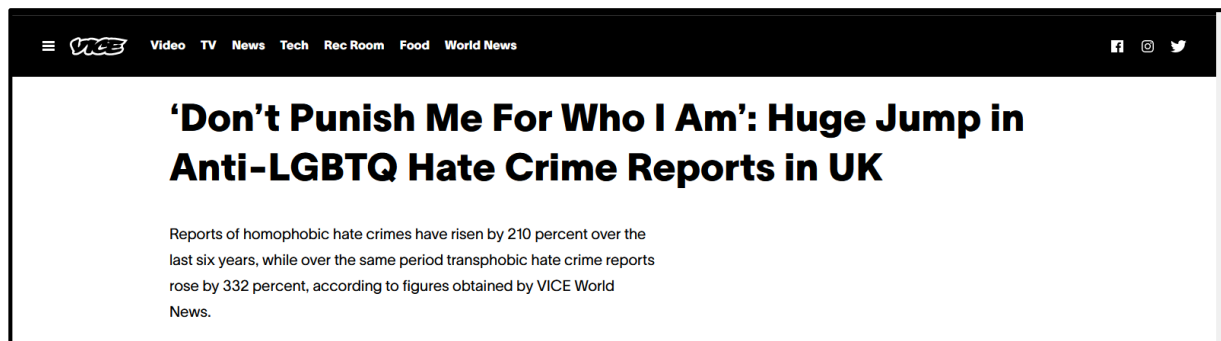 VICE Video TV News Tech Rec Room Food World News
‘Don’t Punish Me For Who I Am’: Huge Jump in
Anti-LGBTQ Hate Crime Reports in UK
Reports of homophobic hate crimes have risen by 210 percent over the
last six years, while over the same period transphobic hate crime reports
rose by 332 percent, according to figures obtained by VICE World
News.